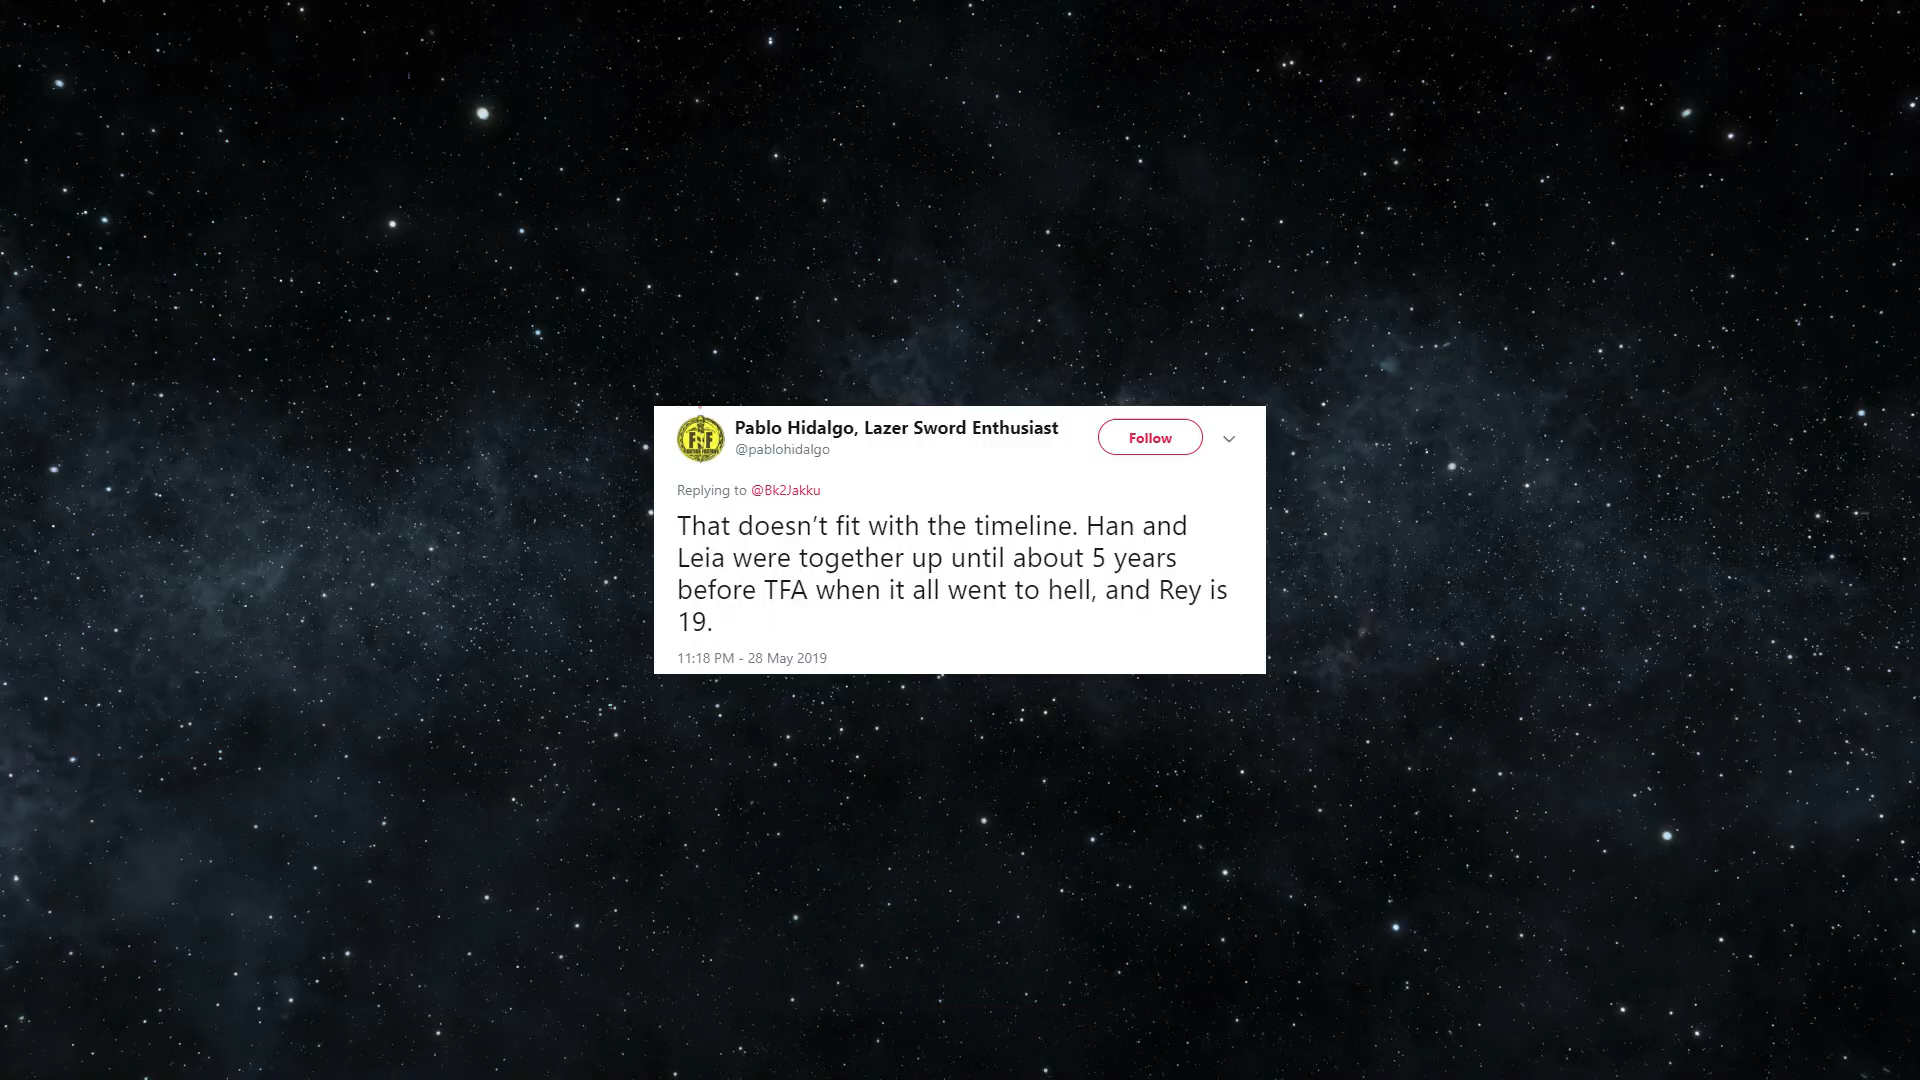 Pablo Hidalgo, Lazer Sword Enthusiast
@pablohidalgo
Follow
Replying to @Bk2Jakku
That doesn’t fit with the timeline. Han and
Leia were together up until about 5 years
before TFA when it all went to hell, and Rey is
19.
11:18 PM - 28 May 2019